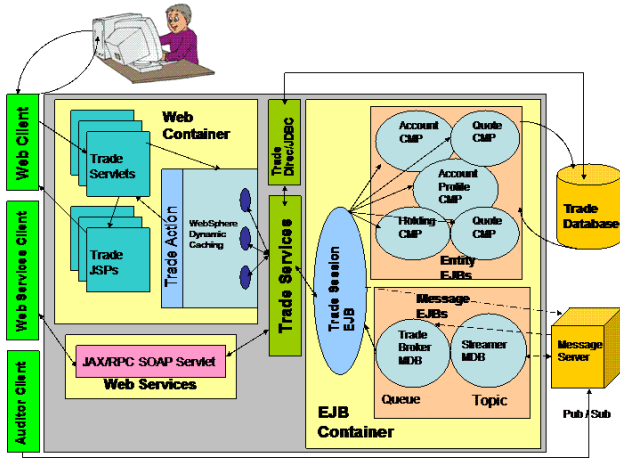 Web Client
Web Services Client
Auditor Client
Web
Container
Trade
Servlets
Trade
JSPs
Trade Action
WebSphere
Dynamic
Caching
JAX/RPC SOAP Servlet
Web Services
Trade
Direc/JDBC
Trade Services
Trade Session
EJB
Account
CMP
Quote
CMP
Account
Profile
CMP
Holding
CMP
Quote
CMP
Entity
EJBs
Message
EJBs
Trade
Broker
MDB
Streamer
MDB
Queue
Topic
EJB
Container
Trade
Database
Message
Server
Pub / Sub